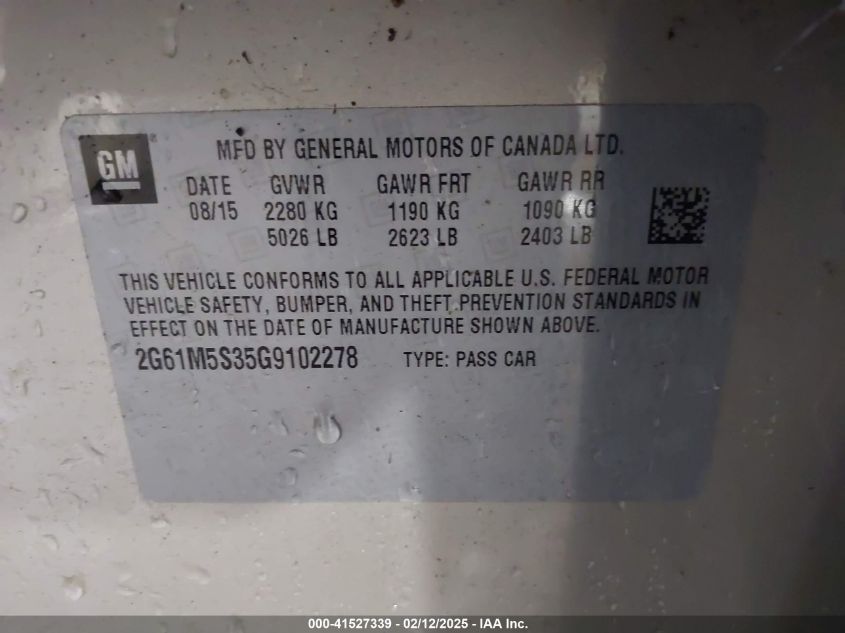 GM ®
MFD BY GENERAL MOTORS OF CANADA LTD.
DATE GVWR GAWR FRT GAWR RR
08/15 2280 KG 1190 KG 1090 KG
5026 LB 2623 LB 2403 LB
THIS VEHICLE CONFORMS TO ALL APPLICABLE U.S. FEDERAL MOTOR
VEHICLE SAFETY, BUMPER, AND THEFT PREVENTION STANDARDS IN
EFFECT ON THE DATE OF MANUFACTURE SHOWN ABOVE.
2G61M5S35G9102278 TYPE: PASS CAR
000-41527339 - 02/12/2025 - IAA Inc.